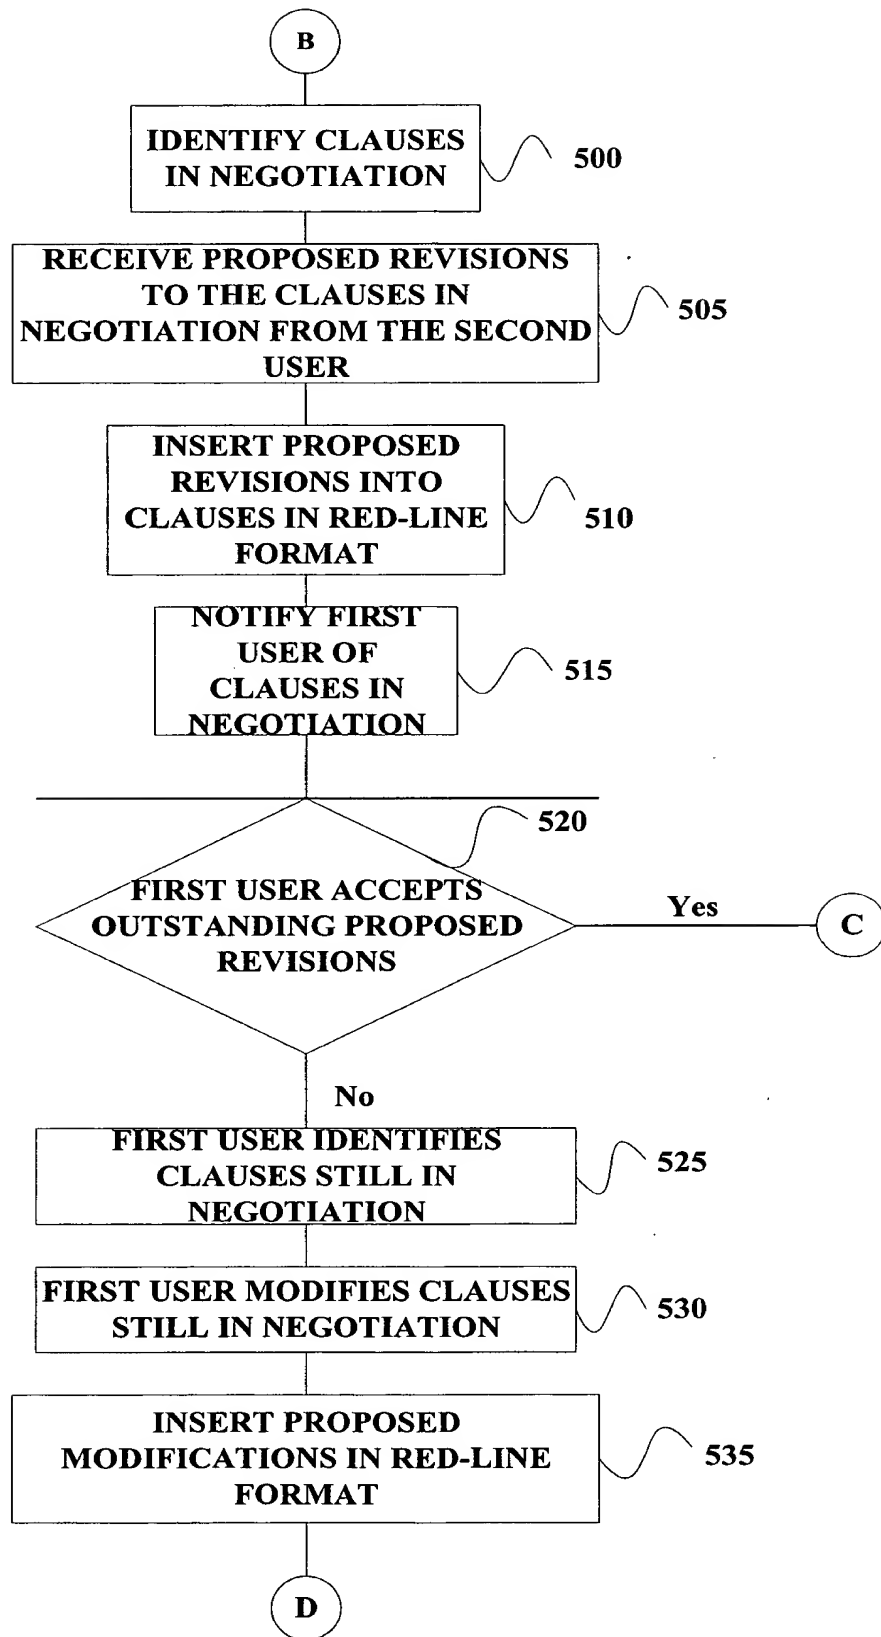 B
IDENTIFY CLAUSES
IN NEGOTIATION
500
RECEIVE PROPOSED REVISIONS
TO THE CLAUSES IN
NEGOTIATION FROM THE SECOND
USER
505
INSERT PROPOSED
REVISIONS INTO
CLAUSES IN RED-LINE
FORMAT
510
NOTIFY FIRST
USER OF
CLAUSES IN
NEGOTIATION
515
520
FIRST USER ACCEPTS
OUTSTANDING PROPOSED
REVISIONS
Yes
C
No
FIRST USER IDENTIFIES
CLAUSES STILL IN
NEGOTIATION
525
FIRST USER MODIFIES CLAUSES
STILL IN NEGOTIATION
530
INSERT PROPOSED
MODIFICATIONS IN RED-LINE
FORMAT
535
D